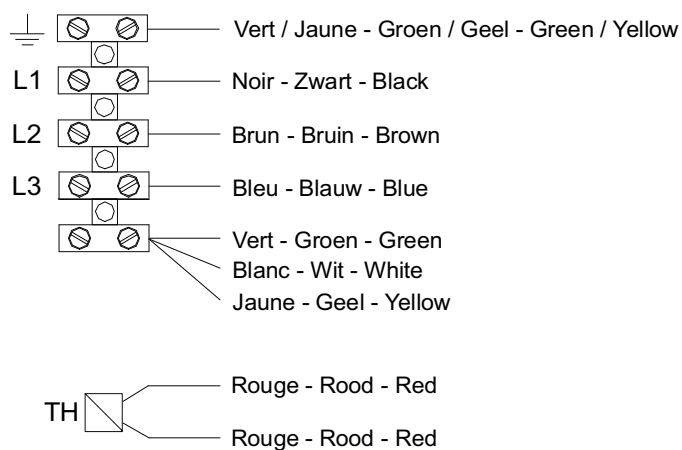 Vert / Jaune - Groen / Geel - Green / Yellow
L1 Noir - Zwart - Black
L2 Brun - Bruin - Brown
L3 Bleu - Blauw - Blue
Vert - Groen - Green
Blanc - Wit - White
Jaune - Geel - Yellow
Rouge - Rood - Red
TH
Rouge - Rood - Red